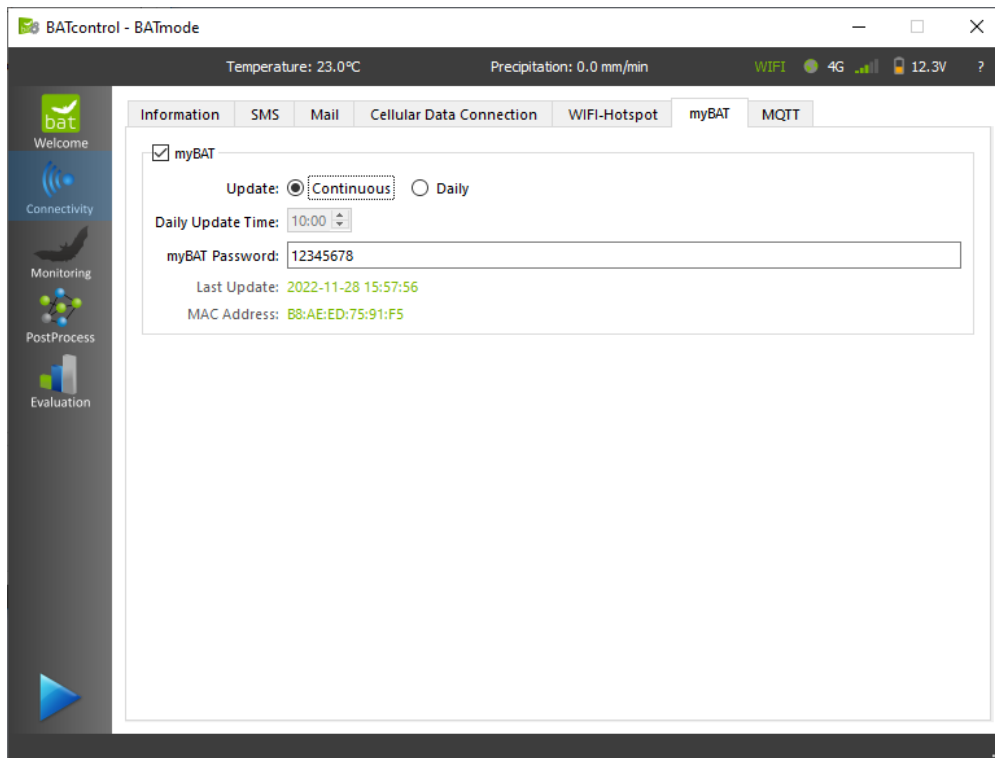 BATcontrol - BATmode
Temperature: 23.0°C Precipitation: 0.0 mm/min WIFI 4G 12.3V ?
bat
Welcome
Connectivity
Monitoring
PostProcess
Evaluation
Information SMS Mail Cellular Data Connection WIFI-Hotspot myBAT MQTT
myBAT
Update: Continuous Daily
Daily Update Time: 10:00
myBAT Password: 12345678
Last Update: 2022-11-28 15:57:56
MAC Address: B8:AE:ED:75:91:F5